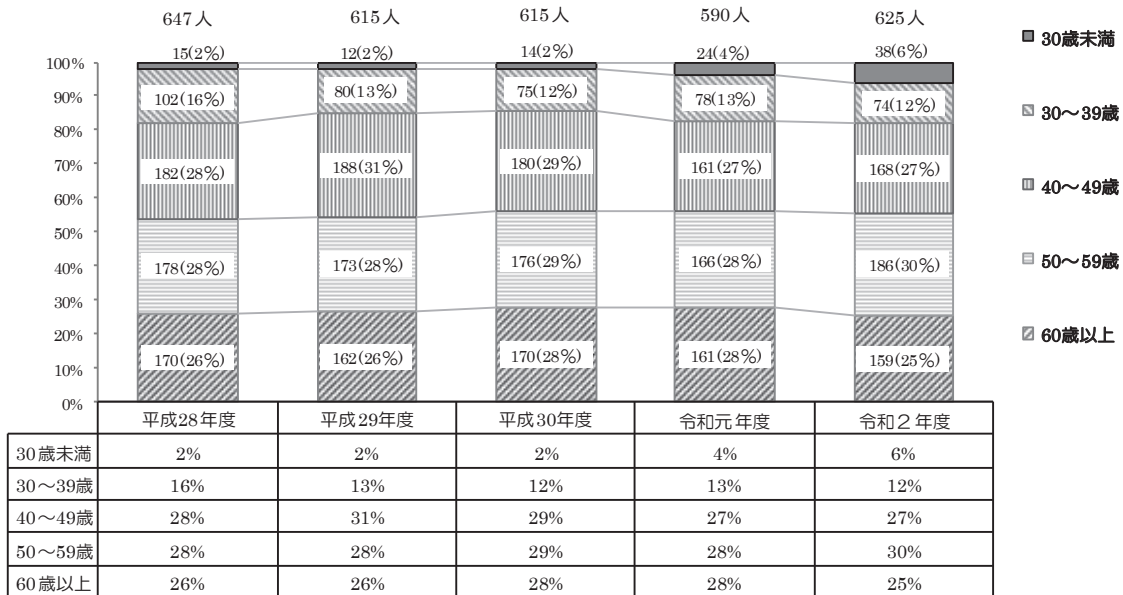 647人 615人 615人 590人 625人
15(2%) 12(2%) 14(2%) 24(4%) 38(6%)
100%
90%
80%
70%
60%
50%
40%
30%
20%
10%
0%
102(16%) 80(13%) 75(12%) 78(13%) 74(12%)
182(28%) 188(31%) 180(29%) 161(27%) 168(27%)
178(28%) 173(28%) 176(29%) 166(28%) 186(30%)
170(26%) 162(26%) 170(28%) 161(28%) 159(25%)
30歳未満
30〜39歳
40〜49歳
50〜59歳
60歳以上
平成28年度 平成29年度 平成30年度 令和元年度 令和2年度
30歳未満 2% 2% 2% 4% 6%
30〜39歳 16% 13% 12% 13% 12%
40〜49歳 28% 31% 29% 27% 27%
50〜59歳 28% 28% 29% 28% 30%
60歳以上 26% 26% 28% 28% 25%